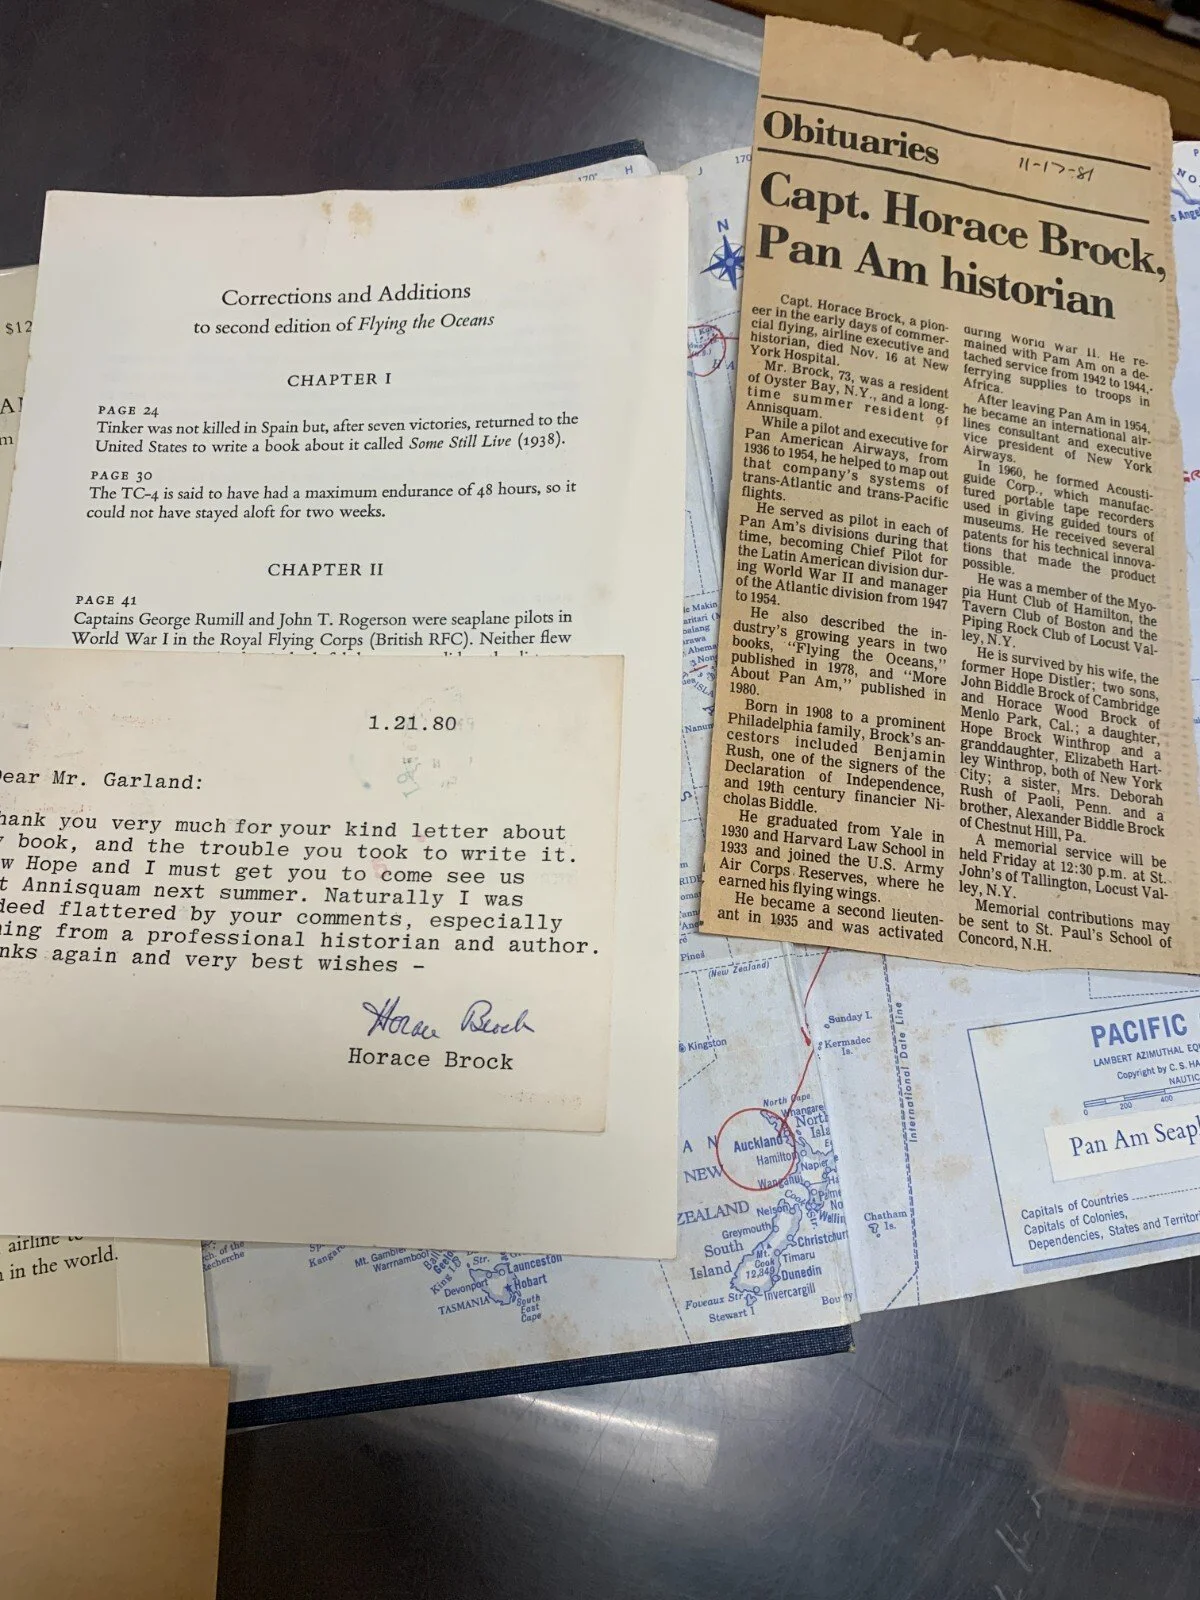 Corrections and Additions
to second edition of Flying the Oceans
CHAPTER I
PAGE 24
Tinker was not killed in Spain but, after seven victories, returned to the
United States to write a book about it called Some Still Live (1938).
PAGE 30
The TC-4 is said to have had a maximum endurance of 48 hours, so it
could not have stayed aloft for two weeks.
CHAPTER II
PAGE 41
Captains George Rumill and John T. Rogerson were seaplane pilots in
World War I in the Royal Flying Corps (British RFC). Neither flew
1.21.80
ear Mr. Garland:
hank you very much for your kind letter about
y book, and the trouble you took to write it.
w Hope and I must get you to come see us
t Annisquam next summer. Naturally I was
deed flattered by your comments, especially
ing from a professional historian and author.
nks again and very best wishes -
Horace Brock
Horace Brock
$12
airline
in the world.
Obituaries
11-17-81
Capt. Horace Brock,
Pan Am historian
Capt. Horace Brock, a pion-
eer in the early days of commer-
cial flying, airline executive and
historian, died Nov. 16 at New
York Hospital.
Mr. Brock, 73, was a resident
of Oyster Bay, N.Y., and a long-
time summer resident of
Annisquam.
While a pilot and executive for
Pan American Airways, from
1936 to 1954, he helped to map out
that company's systems of
trans-Atlantic and trans-Pacific
flights.
He served as pilot in each of
Pan Am's divisions during that
time, becoming Chief Pilot for
the Latin American division dur-
ing World War II and manager
of the Atlantic division from 1947
to 1954.
He also described the in-
dustry's growing years in two
books, "Flying the Oceans,"
published in 1978, and "More
About Pan Am," published in
1980.
Born in 1908 to a prominent
Philadelphia family, Brock's an-
cestors included Benjamin
Rush, one of the signers of the
Declaration of Independence,
and 19th century financier Ni-
cholas Biddle.
He graduated from Yale in
1930 and Harvard Law School in
1933 and joined the U.S. Army
Air Corps Reserves, where he
earned his flying wings.
He became a second lieuten-
ant in 1935 and was activated
during World War II. He re-
mained with Pam Am on a de-
tached service from 1942 to 1944,
ferrying supplies to troops in
Africa.
After leaving Pan Am in 1954,
he became an international air-
lines consultant and executive
vice president of New York
Airways.
In 1960, he formed Acousti-
guide Corp., which manufac-
tured portable tape recorders
used in giving guided tours of
museums. He received several
patents for his technical innova-
tions that made the product
possible.
He was a member of the Myo-
pia Hunt Club of Hamilton, the
Tavern Club of Boston and the
Piping Rock Club of Locust Val-
ley, N.Y.
He is survived by his wife, the
former Hope Distler; two sons,
John Biddle Brock of Cambridge
and Horace Wood Brock of
Menlo Park, Cal.; a daughter,
Hope Brock Winthrop and a
granddaughter, Elizabeth Hart-
ley Winthrop, both of New York
City; a sister, Mrs. Deborah
Rush of Paoli, Penn. and a
brother, Alexander Biddle Brock
of Chestnut Hill, Pa.
A memorial service will be
held Friday at 12:30 p.m. at St.
John's of Tallington, Locust Val-
ley, N.Y.
Memorial contributions may
be sent to St. Paul's School of
Concord, N.H.
170°
H
J
170
N
(New Zealand)
Kingston
Sunday I.
Kermadec
Is.
International Date Line
North Cape
Whangare
North
Isla
Auckland
Hamilton
Napier
Wanganui
NEW
ZEALAND
Nelson
Greymouth
South
Island
Christchur
Mt.
Cook
12,349
Timaru
Dunedin
Invercargill
Foveaux Str.
Stewart I
Chatham
Is.
Mt. Gambier
Warrnambool
King I.
Str.
Launceston
Devonport
Hobart
TASMANIA
South
East
Cape
PACIFIC
LAMBERT AZIMUTHAL EQ
Copyright by C. S. HA
NAUTIC
0 200 400
Pan Am Seapl
Capitals of Countries
Capitals of Colonies,
Dependencies, States and Territor